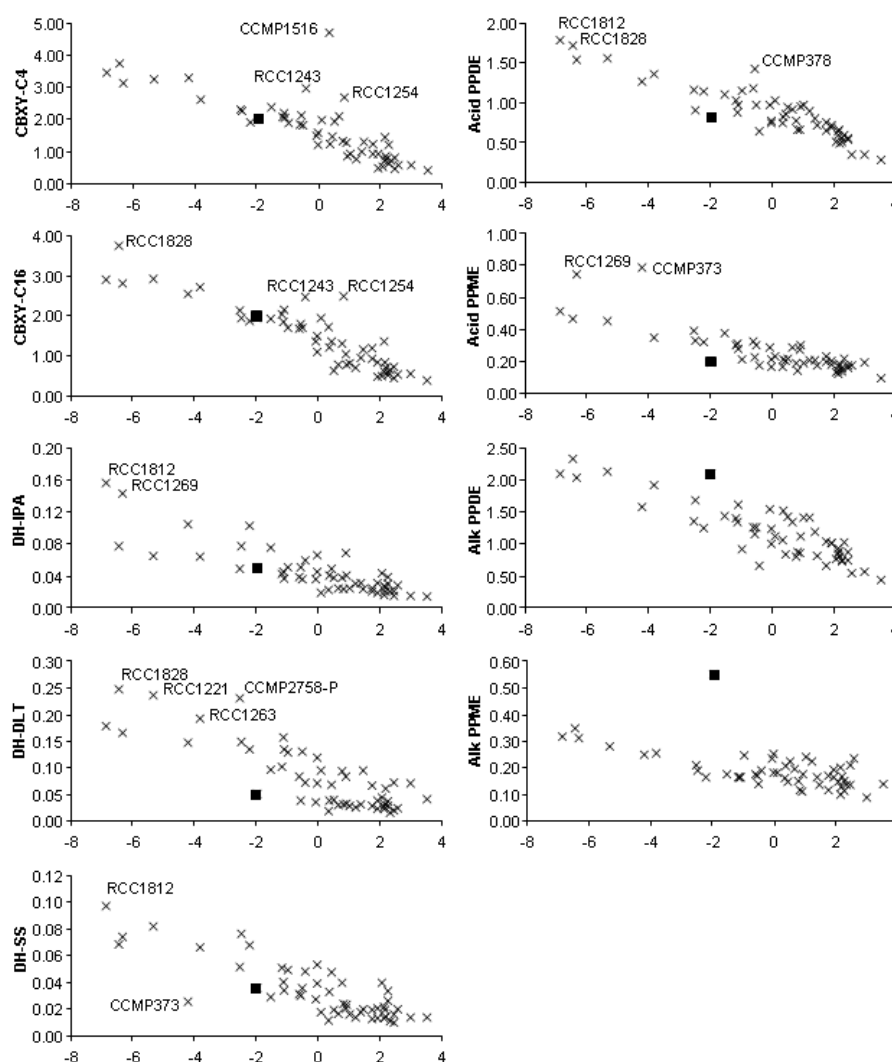 CBXY-C4
5.00
4.00
3.00
2.00
1.00
0.00
CCMP1516
RCC1243
RCC1254
-8 -6 -4 -2 0 2 4
Acid PPDE
2.00
1.50
1.00
0.50
0.00
RCC1812
RCC1828
CCMP378
-8 -6 -4 -2 0 2 4
CBXY-C16
4.00
3.00
2.00
1.00
0.00
RCC1828
RCC1243
RCC1254
-8 -6 -4 -2 0 2 4
Acid PPME
1.00
0.80
0.60
0.40
0.20
0.00
RCC1269
CCMP373
-8 -6 -4 -2 0 2 4
DH-IPA
0.20
0.16
0.12
0.08
0.04
0.00
RCC1812
RCC1269
-8 -6 -4 -2 0 2 4
Alk PPDE
2.50
2.00
1.50
1.00
0.50
0.00
-8 -6 -4 -2 0 2 4
DH-DLT
0.30
0.25
0.20
0.15
0.10
0.05
0.00
RCC1828
RCC1221
CCMP2758-P
RCC1263
-8 -6 -4 -2 0 2 4
Alk PPME
0.60
0.50
0.40
0.30
0.20
0.10
0.00
-8 -6 -4 -2 0 2 4
DH-SS
0.12
0.10
0.08
0.06
0.04
0.02
0.00
RCC1812
CCMP373
-8 -6 -4 -2 0 2 4